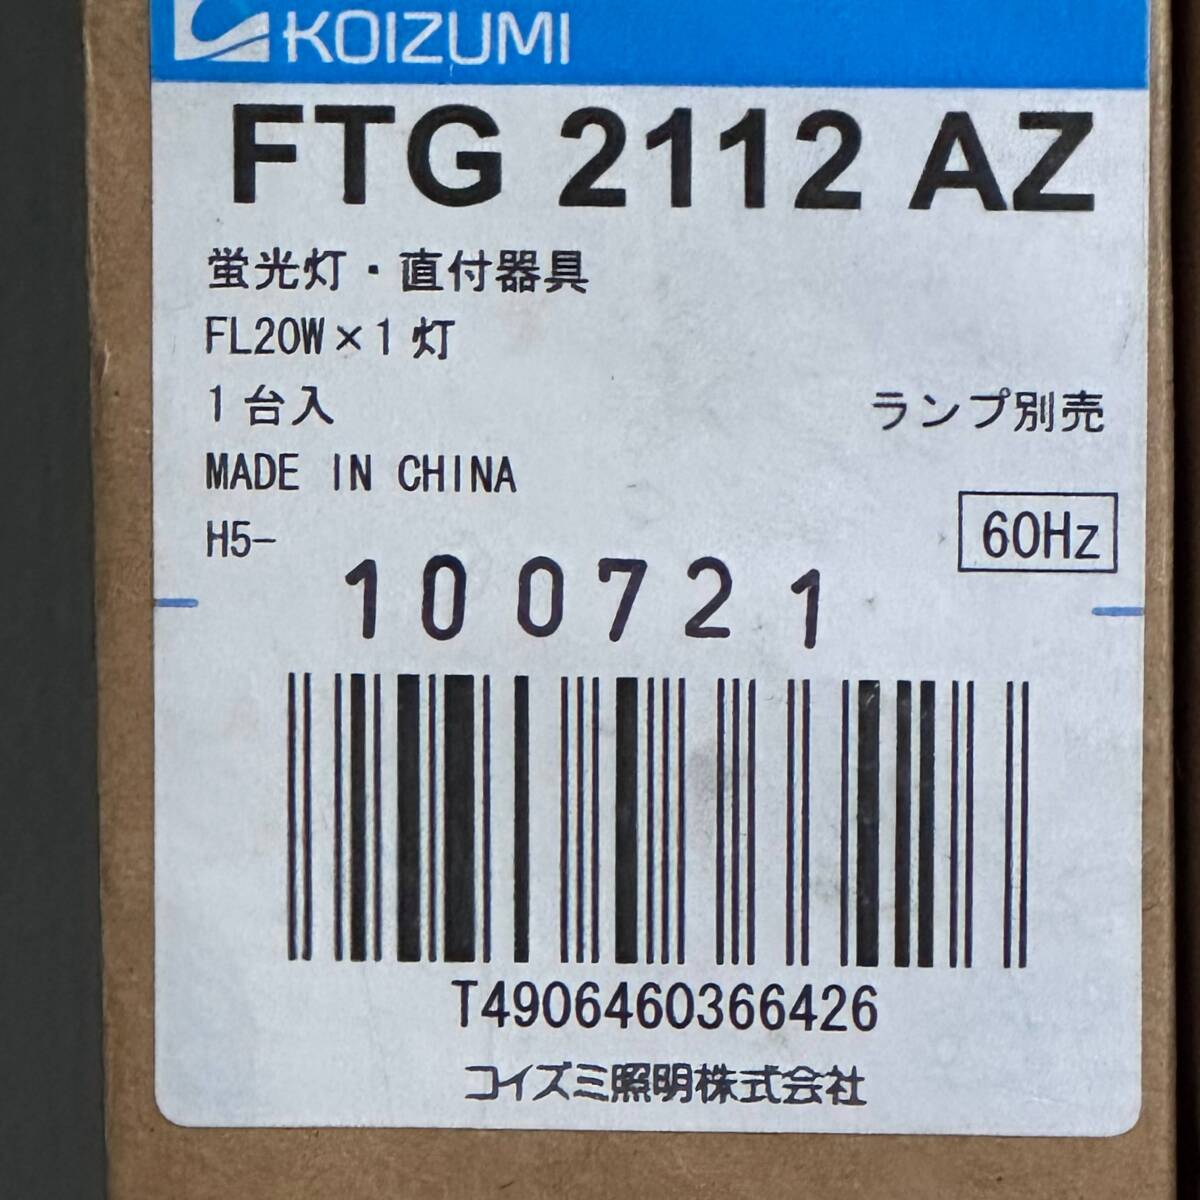 KOIZUMI
FTG 2112 AZ
蛍光灯・直付器具
FL20W×1灯
1台入
ランプ別売
MADE IN CHINA
60Hz
H5-
100721
T4906460366426
コイズミ照明株式会社